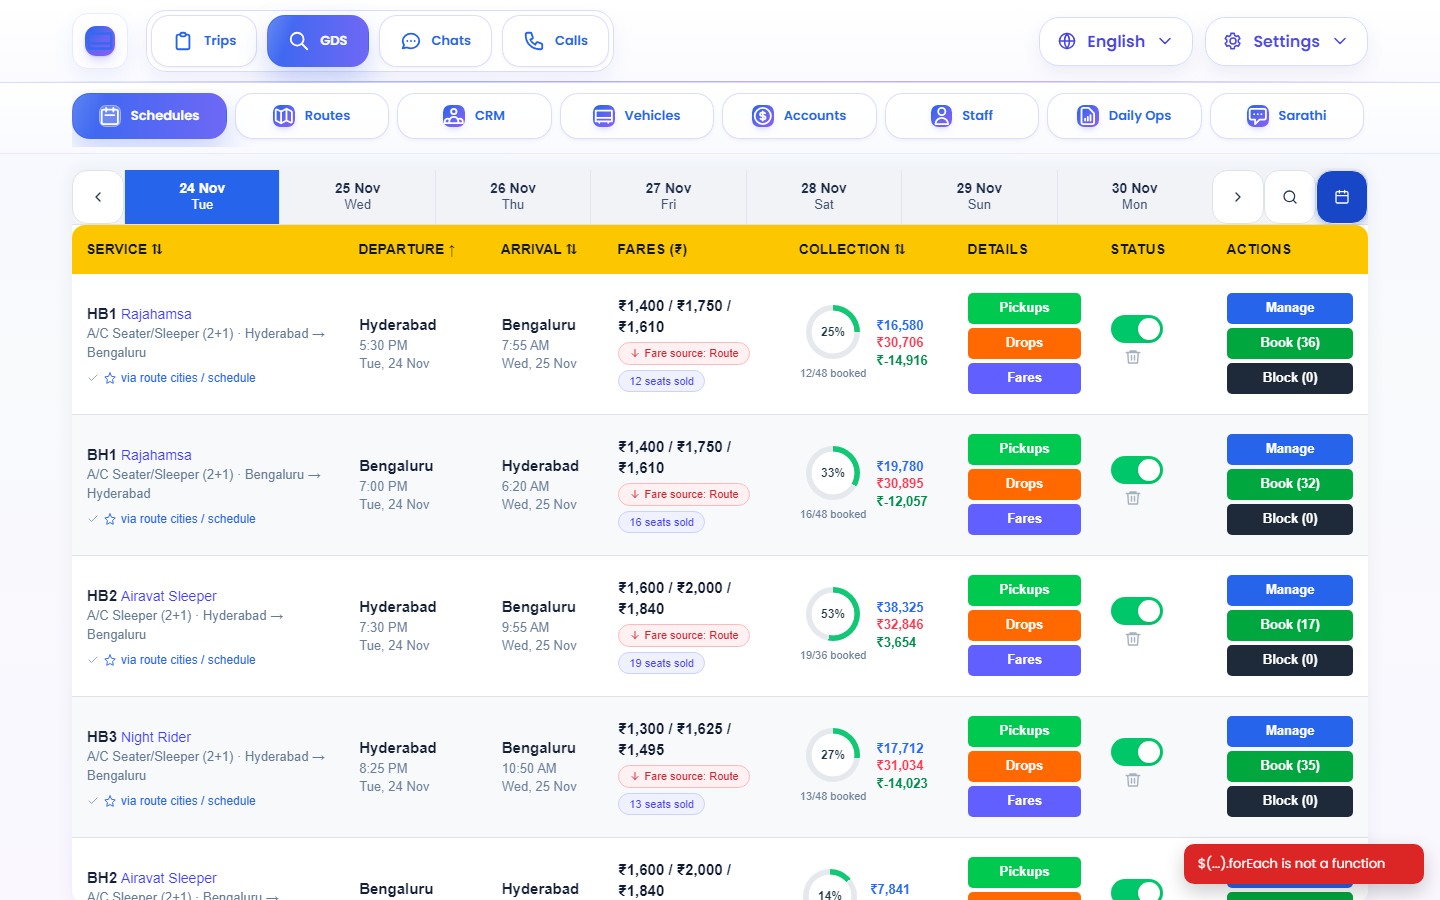 Trips
GDS
Chats
Calls
English
Settings
Schedules
Routes
CRM
Vehicles
Accounts
Staff
Daily Ops
Sarathi
24 Nov
Tue
25 Nov
Wed
26 Nov
Thu
27 Nov
Fri
28 Nov
Sat
29 Nov
Sun
30 Nov
Mon
SERVICE ⇅
DEPARTURE ↑
ARRIVAL ⇅
FARES (₹)
COLLECTION ⇅
DETAILS
STATUS
ACTIONS
HB1 Rajahamsa
A/C Seater/Sleeper (2+1) · Hyderabad →
Bengaluru
via route cities / schedule
Hyderabad
5:30 PM
Tue, 24 Nov
Bengaluru
7:55 AM
Wed, 25 Nov
₹1,400 / ₹1,750 /
₹1,610
↓ Fare source: Route
12 seats sold
25%
12/48 booked
₹16,580
₹30,706
₹-14,916
Pickups
Drops
Fares
Manage
Book (36)
Block (0)
BH1 Rajahamsa
A/C Seater/Sleeper (2+1) · Bengaluru →
Hyderabad
via route cities / schedule
Bengaluru
7:00 PM
Tue, 24 Nov
Hyderabad
6:20 AM
Wed, 25 Nov
₹1,400 / ₹1,750 /
₹1,610
↓ Fare source: Route
16 seats sold
33%
16/48 booked
₹19,780
₹30,895
₹-12,057
Pickups
Drops
Fares
Manage
Book (32)
Block (0)
HB2 Airavat Sleeper
A/C Sleeper (2+1) · Hyderabad →
Bengaluru
via route cities / schedule
Hyderabad
7:30 PM
Tue, 24 Nov
Bengaluru
9:55 AM
Wed, 25 Nov
₹1,600 / ₹2,000 /
₹1,840
↓ Fare source: Route
19 seats sold
53%
19/36 booked
₹38,325
₹32,846
₹3,654
Pickups
Drops
Fares
Manage
Book (17)
Block (0)
HB3 Night Rider
A/C Seater/Sleeper (2+1) · Hyderabad →
Bengaluru
via route cities / schedule
Hyderabad
8:25 PM
Tue, 24 Nov
Bengaluru
10:50 AM
Wed, 25 Nov
₹1,300 / ₹1,625 /
₹1,495
↓ Fare source: Route
13 seats sold
27%
13/48 booked
₹17,712
₹31,034
₹-14,023
Pickups
Drops
Fares
Manage
Book (35)
Block (0)
BH2 Airavat Sleeper
A/C Sleeper (2+1) · Bengaluru →
Bengaluru
Hyderabad
₹1,600 / ₹2,000 /
₹1,840
14%
₹7,841
Pickups
$(…).forEach is not a function